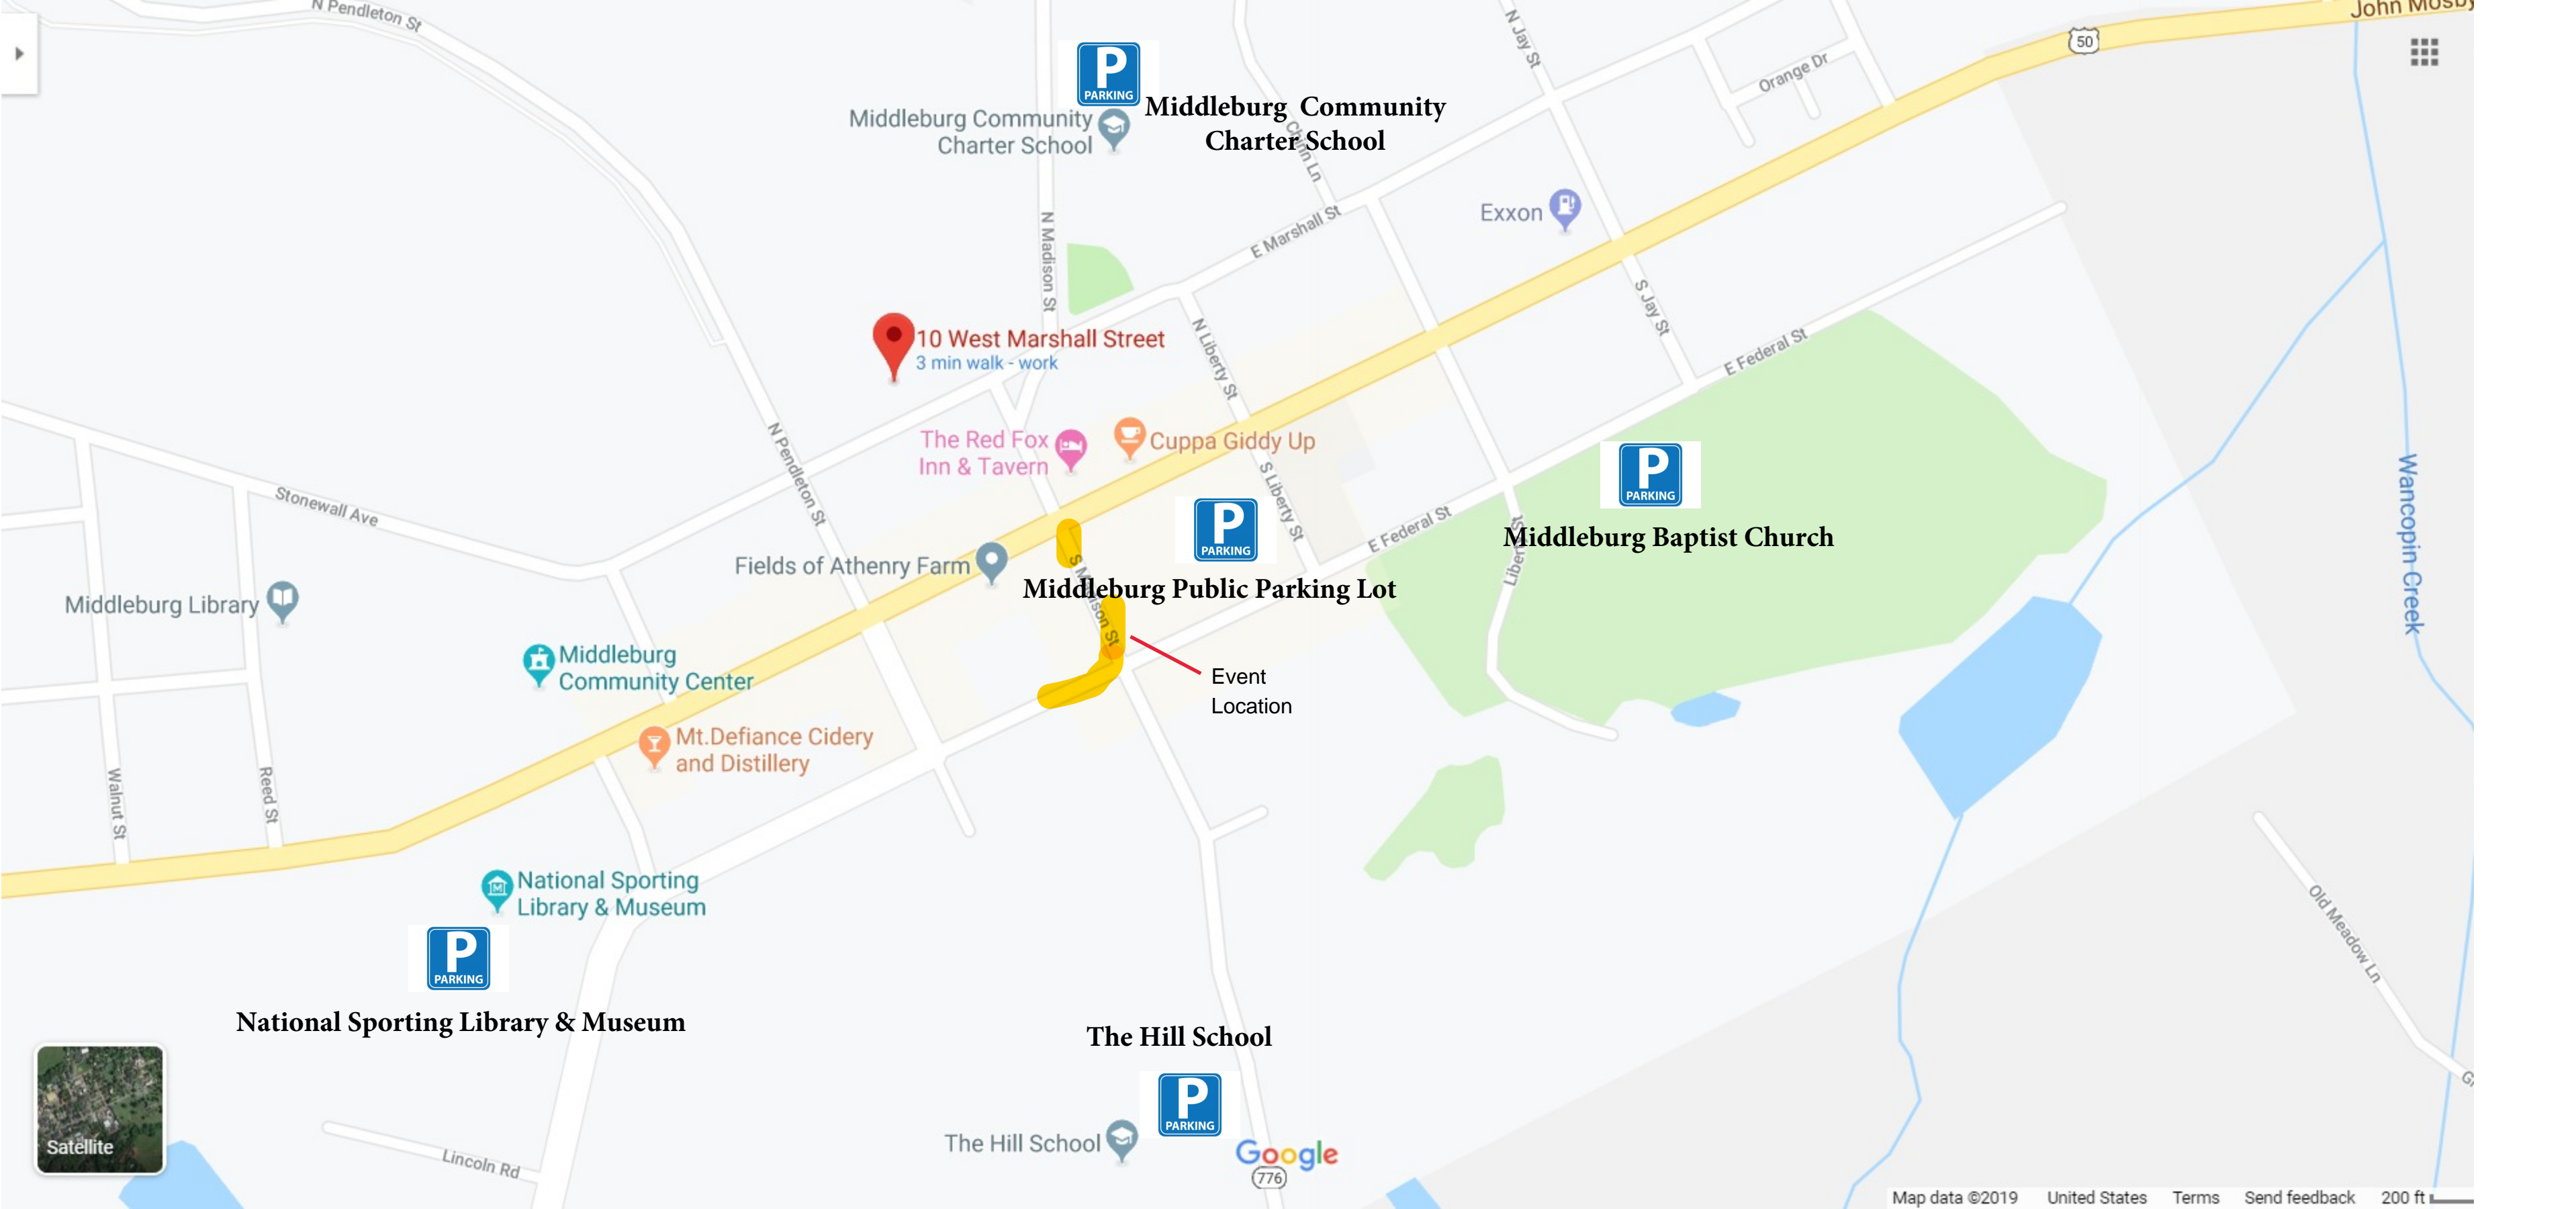 N Pendleton St
John Mosby
50
N Jay St
Orange Dr
P
PARKING
Middleburg Community
Charter School
Middleburg Community
Charter School
Chinn Ln
N Madison St
E Marshall St
Exxon
S Jay St
10 West Marshall Street
3 min walk - work
N Liberty St
E Federal St
N Pendleton St
The Red Fox
Inn & Tavern
Cuppa Giddy Up
S Liberty St
P
PARKING
P
PARKING
Wancopin Creek
Stonewall Ave
E Federal St
Middleburg Baptist Church
Liberty St
Fields of Athenry Farm
S Madison St
Middleburg Public Parking Lot
Middleburg Library
Middleburg
Community Center
Event
Location
Mt.Defiance Cidery
and Distillery
Walnut St
Reed St
National Sporting
Library & Museum
P
PARKING
Old Meadow Ln
National Sporting Library & Museum
The Hill School
P
PARKING
Satellite
Lincoln Rd
The Hill School
Google
776
Map data ©2019
United States
Terms
Send feedback
200 ft